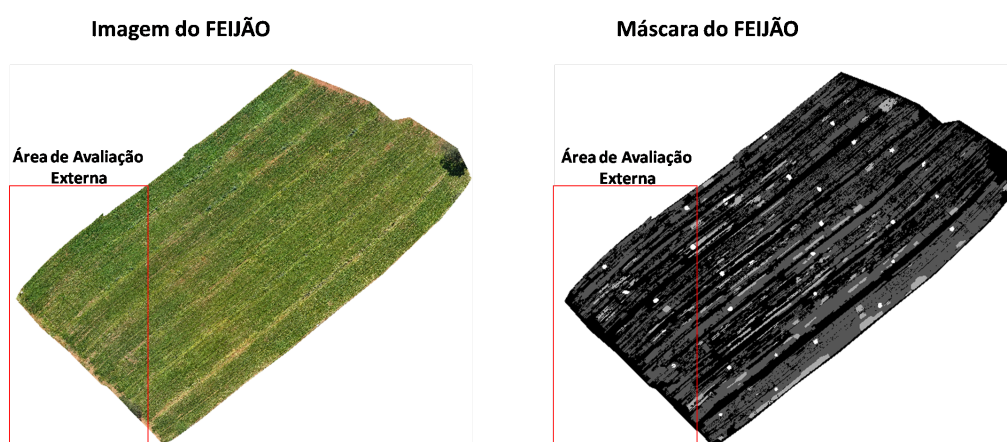 Imagem do FEIJÃO
Máscara do FEIJÃO
Área de Avaliação
Externa
Área de Avaliação
Externa